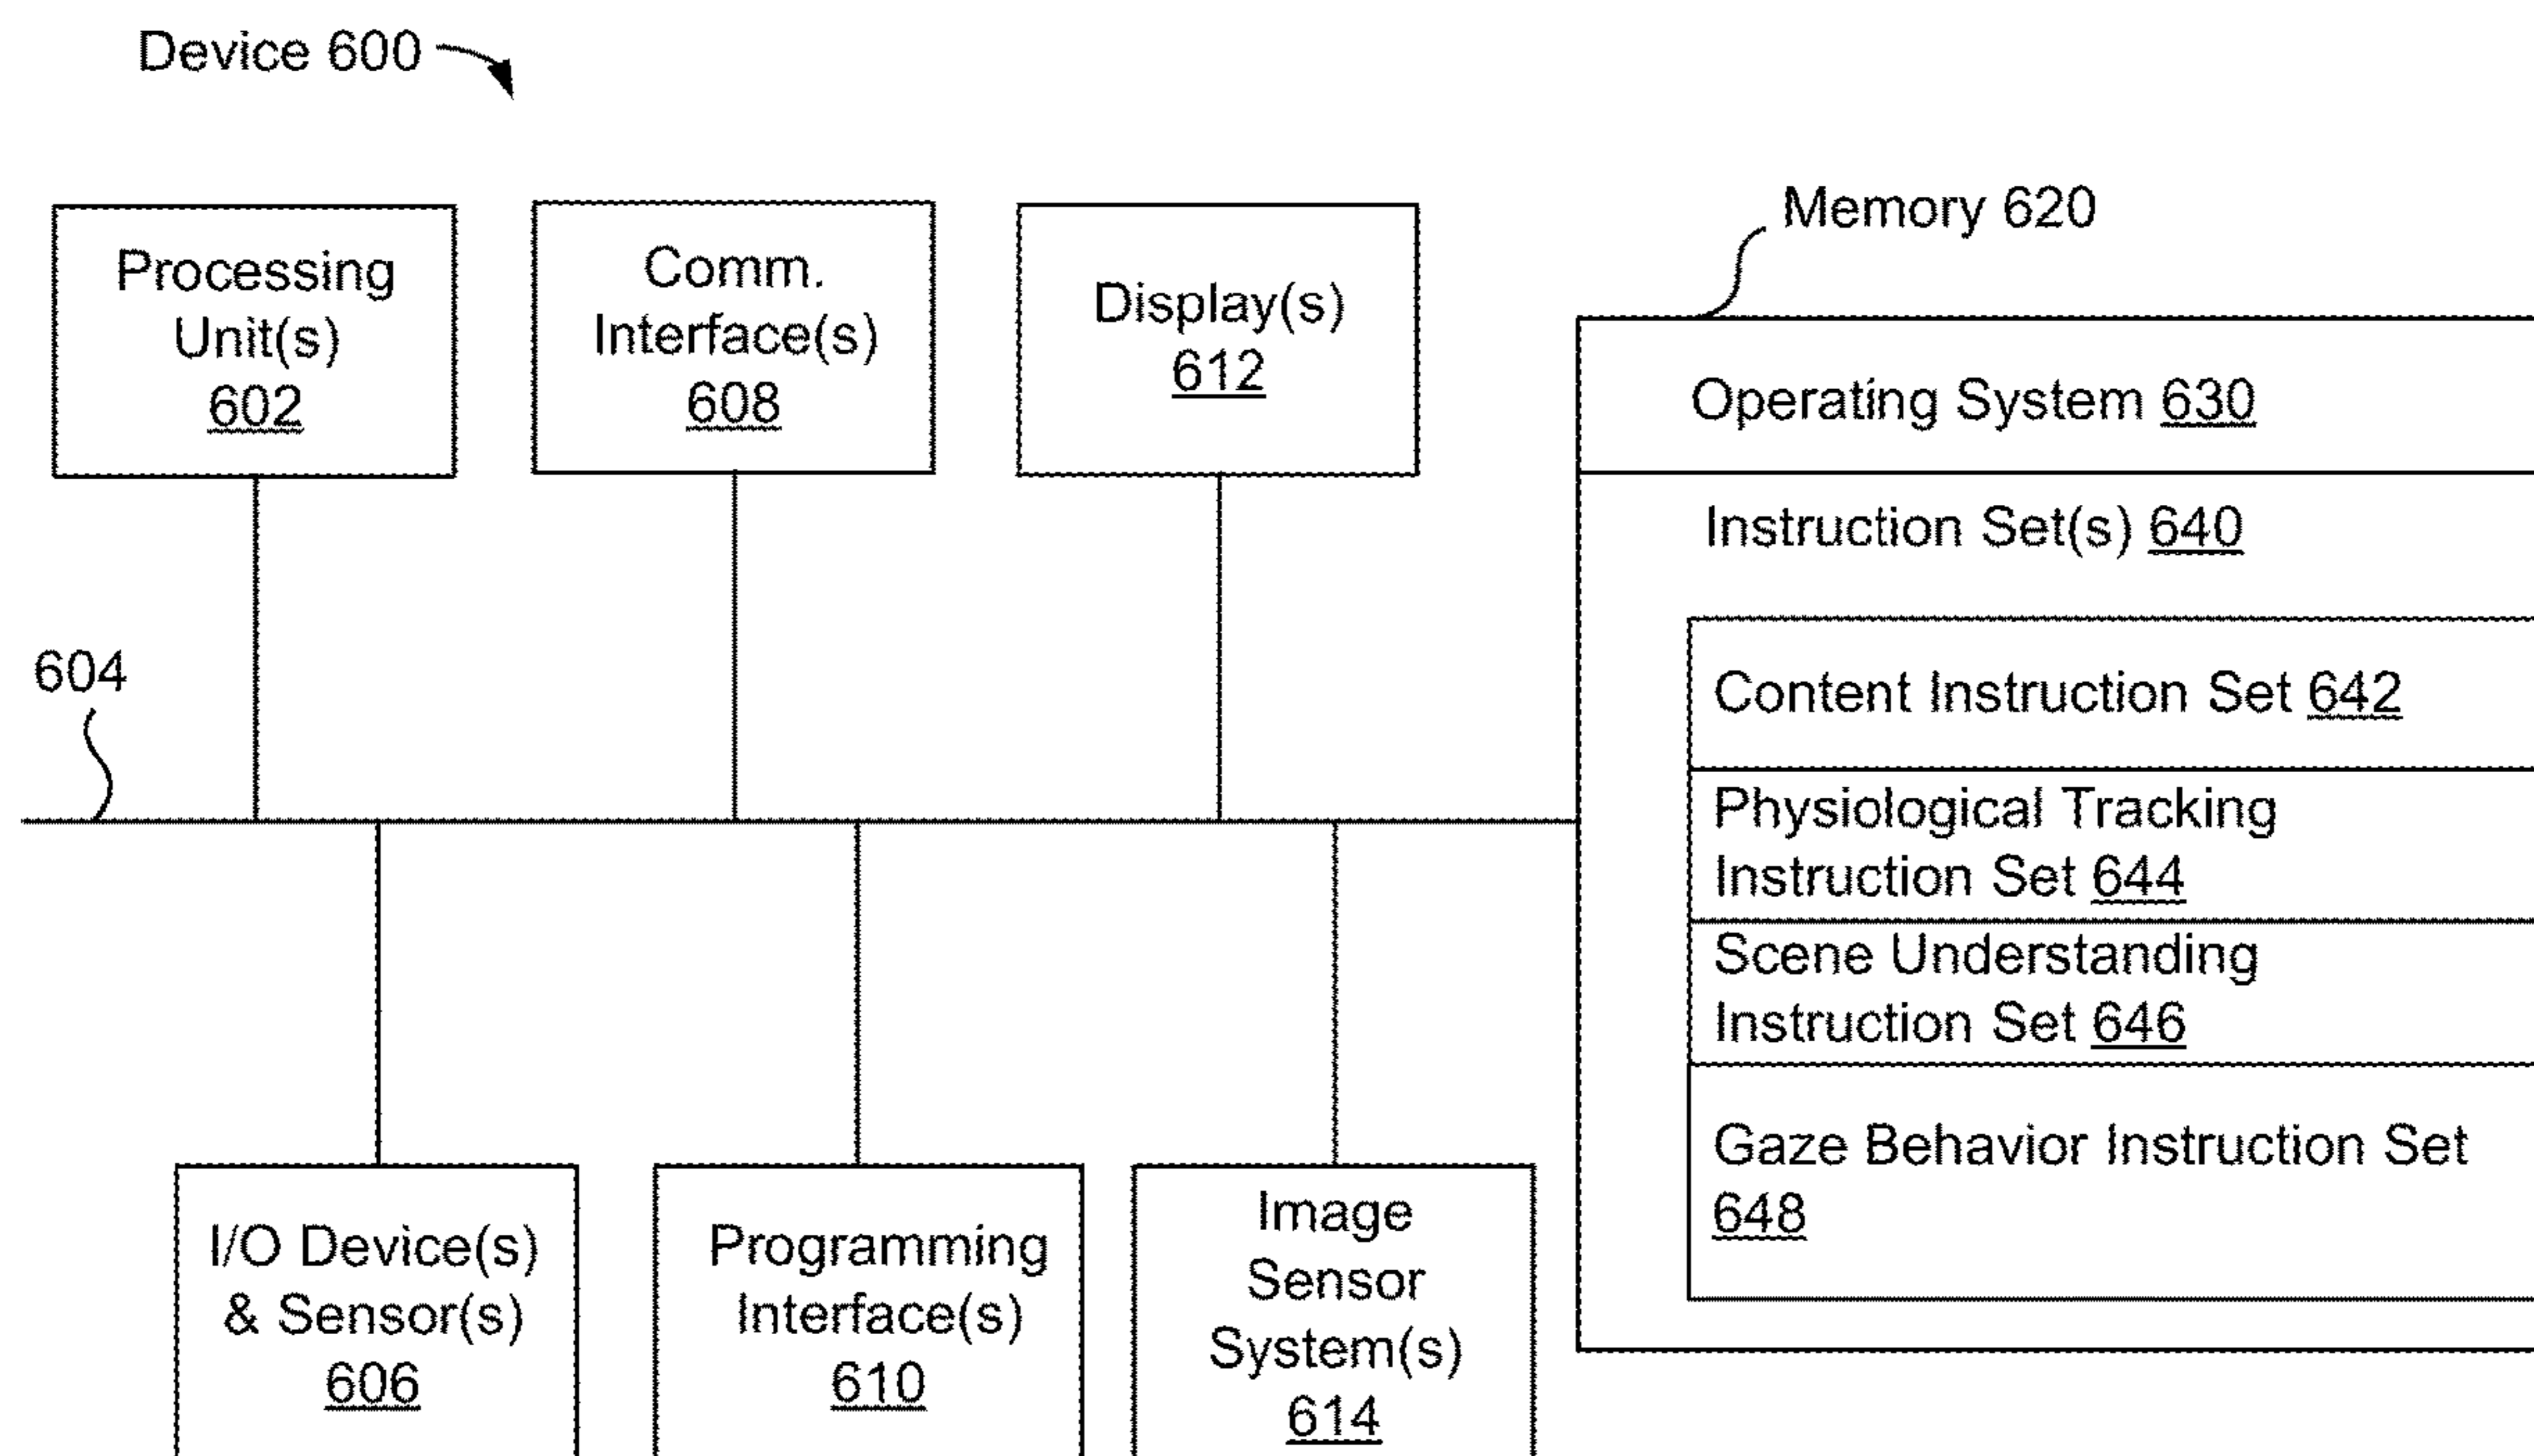 Device 600
Processing
Unit(s)
602
Comm.
Interface(s)
608
Display(s)
612
Memory 620
Operating System 630
Instruction Set(s) 640
Content Instruction Set 642
Physiological Tracking
Instruction Set 644
Scene Understanding
Instruction Set 646
Gaze Behavior Instruction Set
648
604
I/O Device(s)
& Sensor(s)
606
Programming
Interface(s)
610
Image
Sensor
System(s)
614